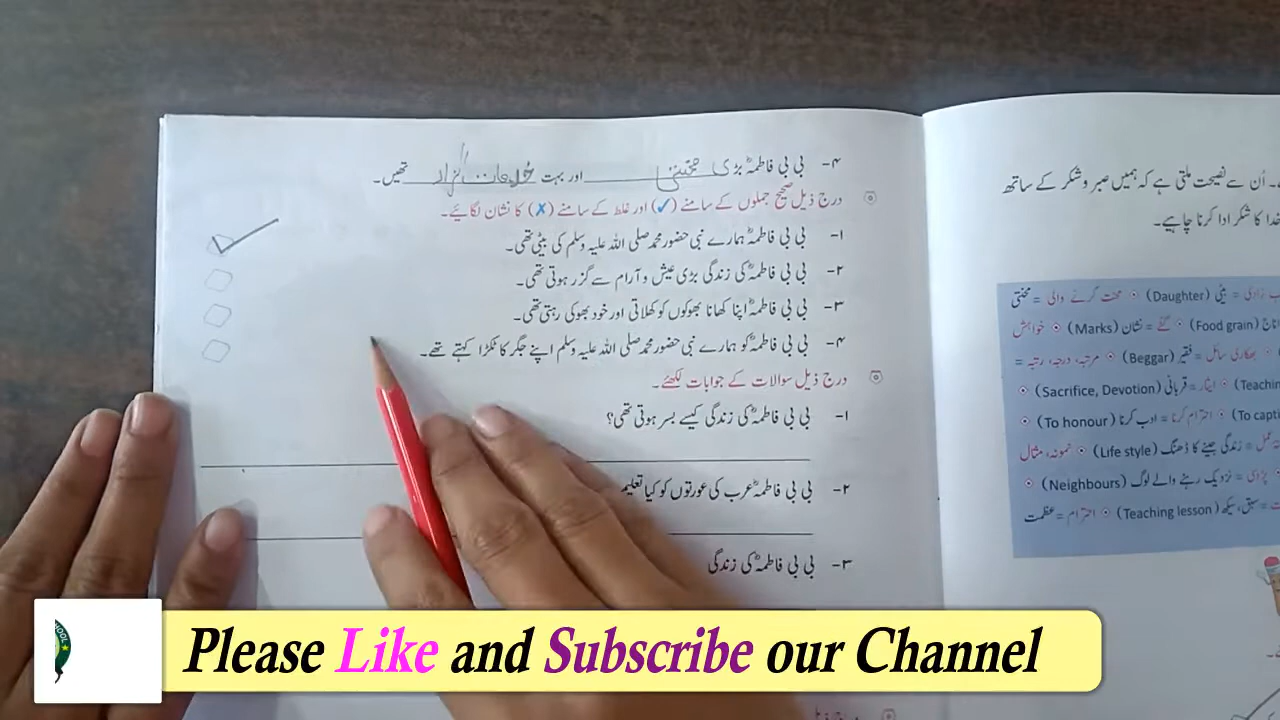 ۴- بی بی فاطمہؓ بڑی محنتی اور بہت تھیں۔
درج ذیل صحیح جملوں کے سامنے (✓) اور غلط کے سامنے (✗) کا نشان لگائیے۔
۱- بی بی فاطمہؓ ہمارے نبی حضور محمد صلی اللہ علیہ وسلم کی بیٹی تھی۔
۲- بی بی فاطمہؓ کی زندگی بڑی عیش و آرام سے گزر ہوتی تھی۔
۳- بی بی فاطمہؓ اپنا کھانا بھوکوں کو کھلاتی اور خود بھوکی رہتی تھی۔
۴- بی بی فاطمہؓ کو ہمارے نبی حضور محمد صلی اللہ علیہ وسلم اپنے جگر کا ٹکڑا کہتے تھے۔
درج ذیل سوالات کے جوابات لکھئے۔
۱- بی بی فاطمہؓ کی زندگی کیسے بسر ہوتی تھی؟
۲- بی بی فاطمہؓ عرب کی عورتوں کو کیا تعلیم
۳- بی بی فاطمہؓ کی زندگی
اُن سے نصیحت ملتی ہے کہ ہمیں صبر و شکر کے ساتھ
خدا کا شکر ادا کرنا چاہیے۔
زادی = بیٹی (Daughter) محنت کرنے والی = محنتی
(Food grain) گٹے = نشان (Marks) خواہش
بھکاری سائل = فقیر (Beggar) مرتبہ، درجہ، رتبہ =
ایثار = قربانی (Sacrifice, Devotion)
احترام کرنا = ادب کرنا (To honour)
زندگی جینے کا ڈھنگ (Life style) نمونہ، مثال
پڑوسی = نزدیک رہنے والے لوگ (Neighbours)
سبق، سیکھ (Teaching lesson) احترام = عظمت
Please Like and Subscribe our Channel